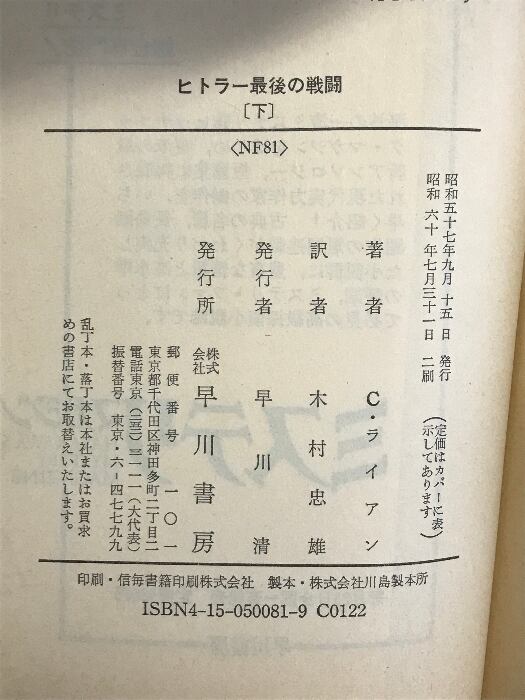 ヒトラー最後の戦闘
〔下〕
〈NF81〉
昭和五十七年九月十五日 発行
昭和六十年七月三十一日 二刷
(定価はカバーに表
示してあります)
著者 C・ライアン
訳者 木村忠雄
発行者 早川清
発行所 株式会社 早川書房
郵便番号 一〇一
東京都千代田区神田多町二丁目二
電話東京(二五二)三一一一(大代表)
振替番号 東京・六-四七七九九
乱丁本・落丁本は本社またはお買求
めの書店にてお取替えいたします。
印刷・信毎書籍印刷株式会社 製本・株式会社川島製本所
ISBN4-15-050081-9 C0122